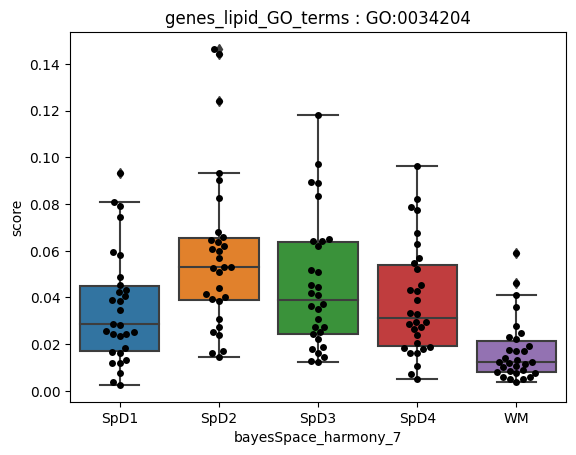 genes_lipid_GO_terms : GO:0034204
0.14
0.12
0.10
0.08
0.06
0.04
0.02
0.00
score
SpD1 SpD2 SpD3 SpD4 WM
bayesSpace_harmony_7